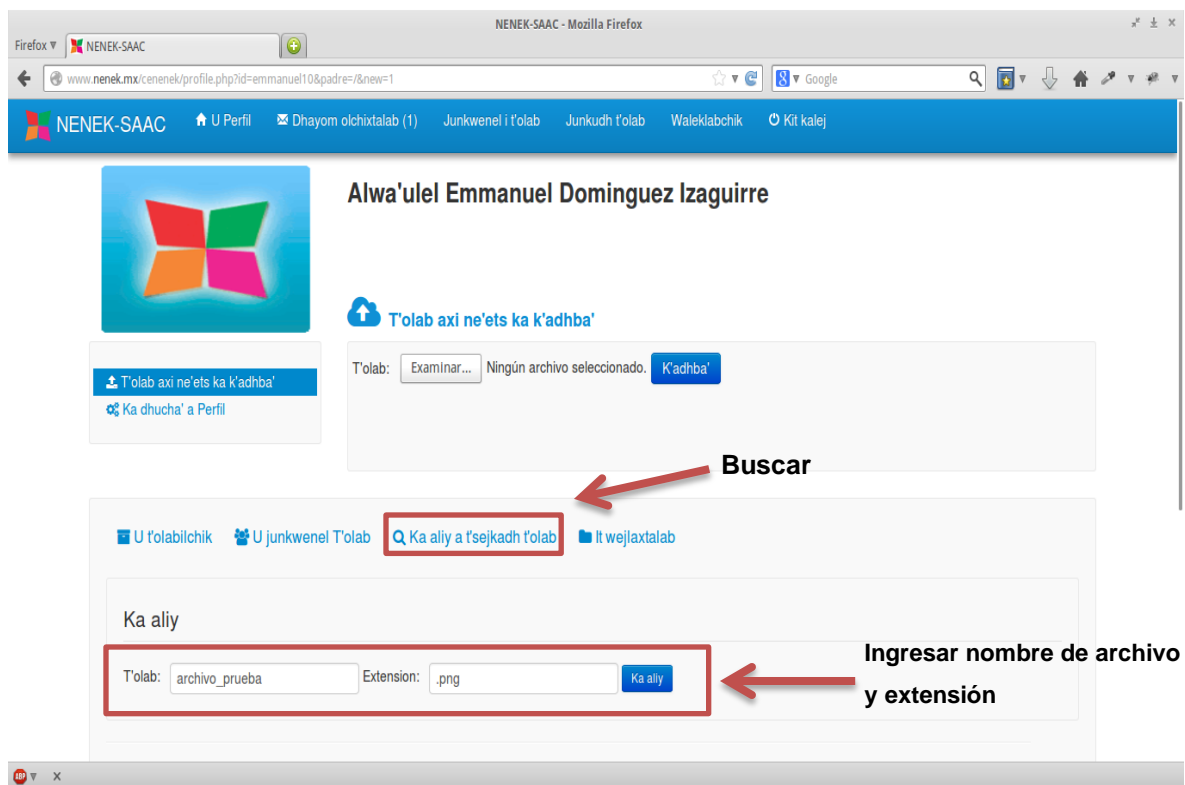 NENEK-SAAC - Mozilla Firefox
Firefox NENEK-SAAC
www.nenek.mx/cenenek/profile.php?id=emmanuel10&padre=/&new=1 Google
NENEK-SAAC U Perfil Dhayom olchixtalab (1) Junkwenel i t'olab Junkudh t'olab Waleklabchik Kit kalej
Alwa'ulel Emmanuel Dominguez Izaguirre
T'olab axi ne'ets ka k'adhba'
T'olab: Examinar... Ningún archivo seleccionado. K'adhba'
T'olab axi ne'ets ka k'adhba'
Ka dhucha' a Perfil
Buscar
U t'olabilchik U junkwenel T'olab Ka aliy a t'sejkadh t'olab It wejlaxtalab
Ka aliy
T'olab: archivo_prueba Extension: .png Ka aliy
Ingresar nombre de archivo
y extensión
ABP